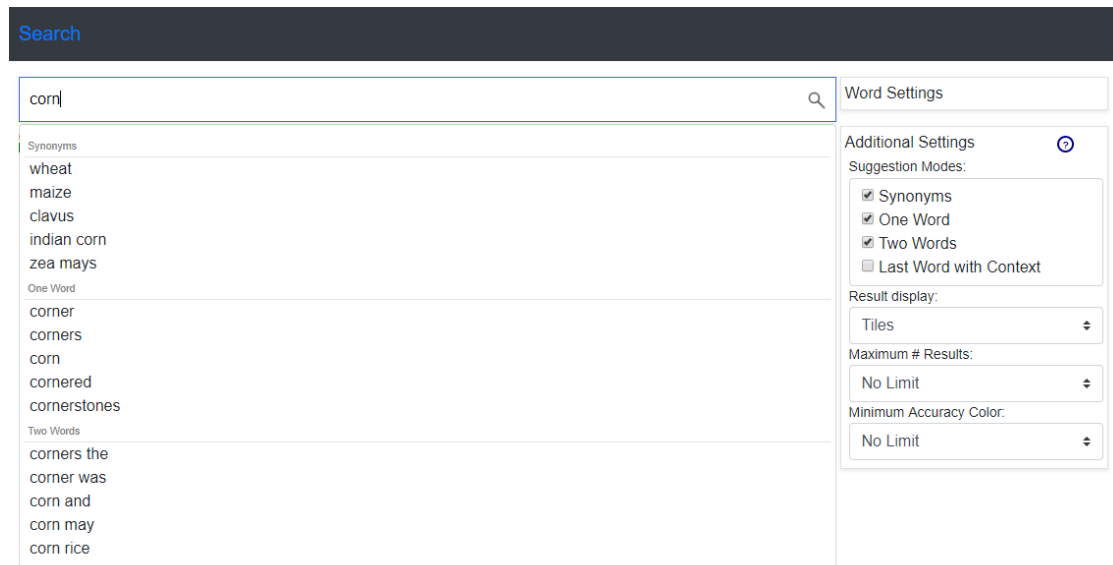 Search
corn
Synonyms
wheat
maize
clavus
indian corn
zea mays
One Word
corner
corners
corn
cornered
cornerstones
Two Words
corners the
corner was
corn and
corn may
corn rice
Word Settings
Additional Settings ?
Suggestion Modes:
Synonyms
One Word
Two Words
Last Word with Context
Result display:
Tiles
Maximum # Results:
No Limit
Minimum Accuracy Color:
No Limit